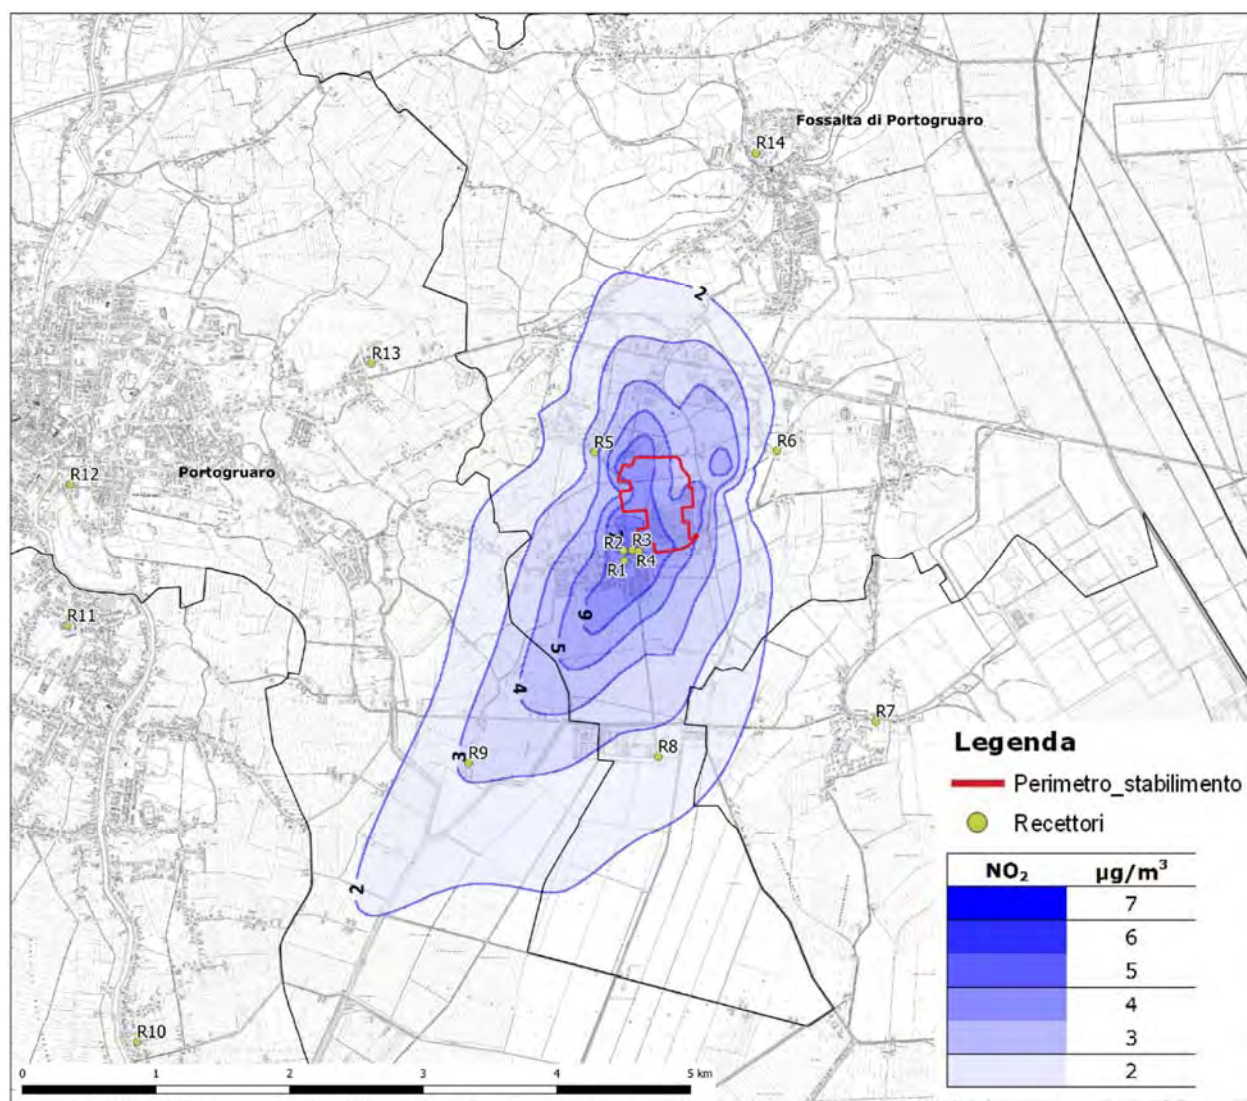 Fossalta di Portogruaro
R14
2
R13
R5
R6
Portogruaro
R12
7
R2
R3
R1
R4
6
R11
5
4
R7
3
R9
R8
2
Legenda
Perimetro_stabilimento
Recettori
NO₂ µg/m³
7
6
5
4
3
2
R10
0 1 2 3 4 5 km